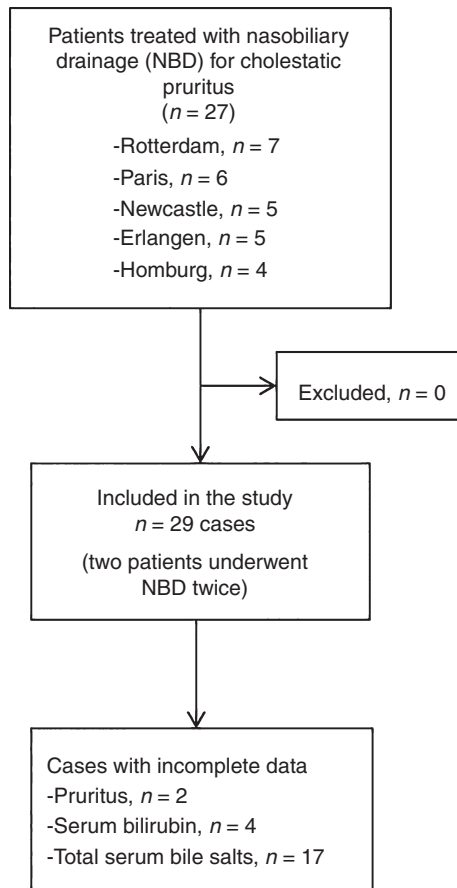 Patients treated with nasobiliary
drainage (NBD) for cholestatic
pruritus
(n = 27)
-Rotterdam, n = 7
-Paris, n = 6
-Newcastle, n = 5
-Erlangen, n = 5
-Homburg, n = 4
Excluded, n = 0
Included in the study
n = 29 cases
(two patients underwent
NBD twice)
Cases with incomplete data
-Pruritus, n = 2
-Serum bilirubin, n = 4
-Total serum bile salts, n = 17